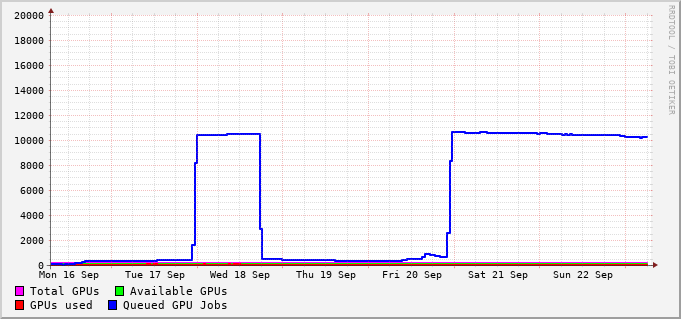 20000
18000
16000
14000
12000
10000
8000
6000
4000
2000
0
Mon 16 Sep Tue 17 Sep Wed 18 Sep Thu 19 Sep Fri 20 Sep Sat 21 Sep Sun 22 Sep
Total GPUs Available GPUs
GPUs used Queued GPU Jobs
RRDTOOL / TOBI OETIKER